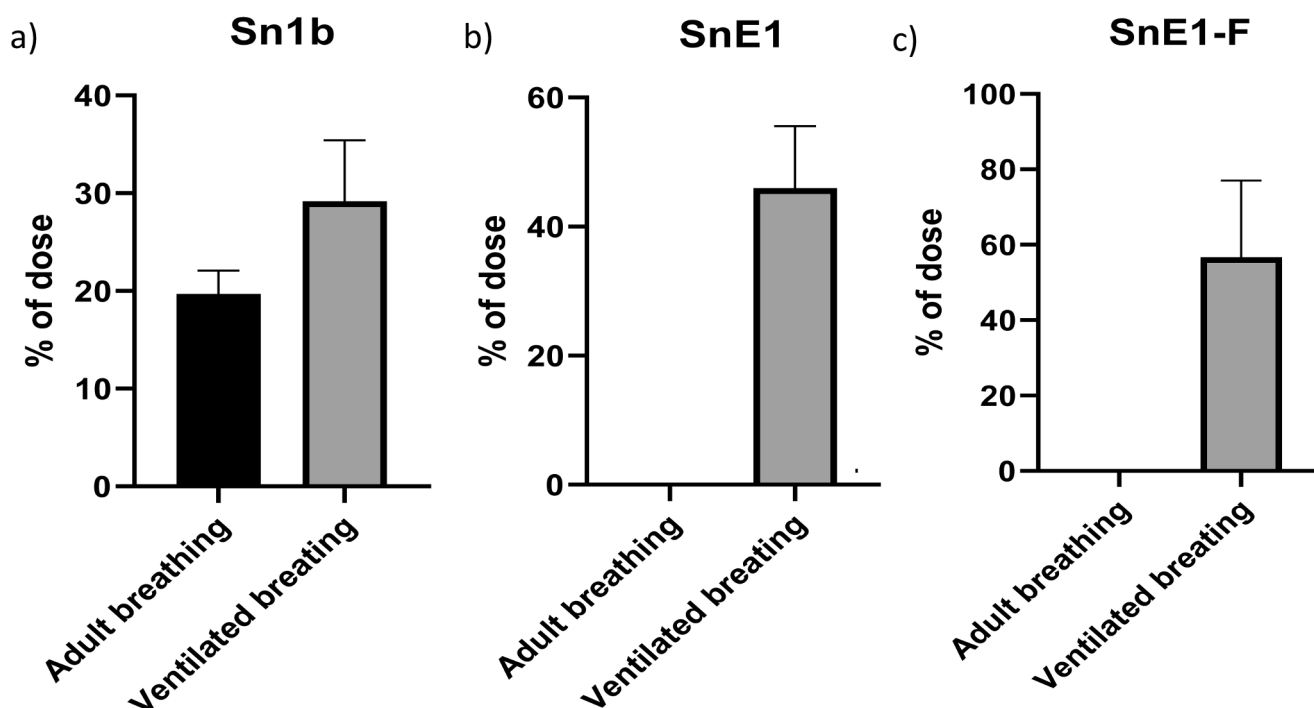 a)
Sn1b
% of dose
40
30
20
10
0
Adult breathing
Ventilated breating
b)
SnE1
% of dose
60
40
20
0
Adult breathing
Ventilated breating
c)
SnE1-F
% of dose
100
80
60
40
20
0
Adult breathing
Ventilated breating